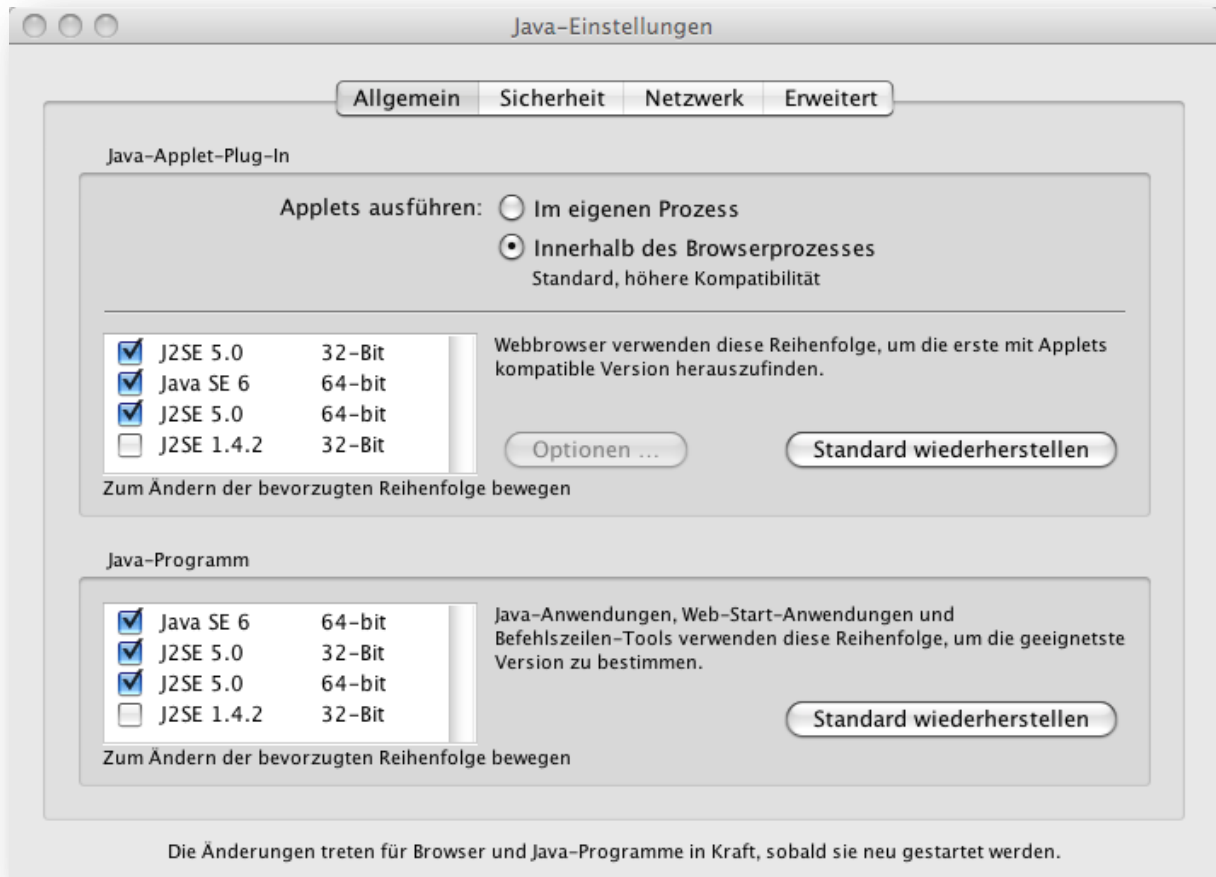 Java-Einstellungen
Allgemein Sicherheit Netzwerk Erweitert
Java-Applet-Plug-In
Applets ausführen: Im eigenen Prozess
Innerhalb des Browserprozesses
Standard, höhere Kompatibilität
J2SE 5.0 32-Bit
Java SE 6 64-bit
J2SE 5.0 64-bit
J2SE 1.4.2 32-Bit
Zum Ändern der bevorzugten Reihenfolge bewegen
Webbrowser verwenden diese Reihenfolge, um die erste mit Applets
kompatible Version herauszufinden.
Optionen ... Standard wiederherstellen
Java-Programm
Java SE 6 64-bit
J2SE 5.0 32-Bit
J2SE 5.0 64-bit
J2SE 1.4.2 32-Bit
Zum Ändern der bevorzugten Reihenfolge bewegen
Java-Anwendungen, Web-Start-Anwendungen und
Befehlszeilen-Tools verwenden diese Reihenfolge, um die geeignetste
Version zu bestimmen.
Standard wiederherstellen
Die Änderungen treten für Browser und Java-Programme in Kraft, sobald sie neu gestartet werden.